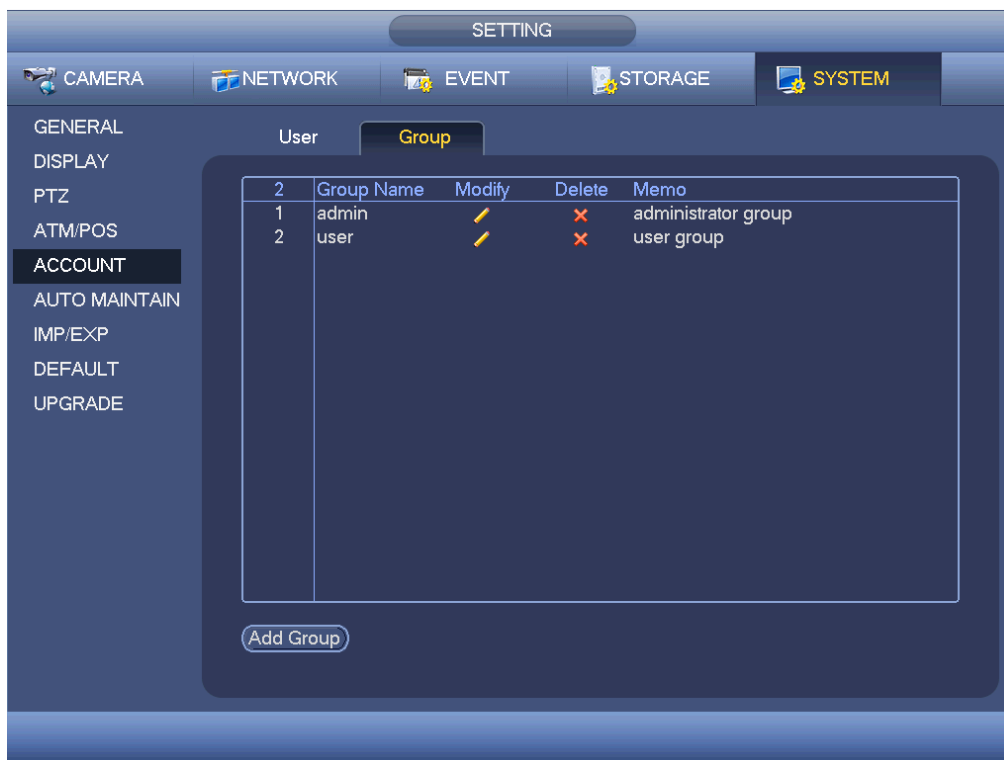 SETTING
CAMERA NETWORK EVENT STORAGE SYSTEM
GENERAL
DISPLAY
PTZ
ATM/POS
ACCOUNT
AUTO MAINTAIN
IMP/EXP
DEFAULT
UPGRADE
User Group
2 Group Name Modify Delete Memo
1 admin administrator group
2 user user group
Add Group